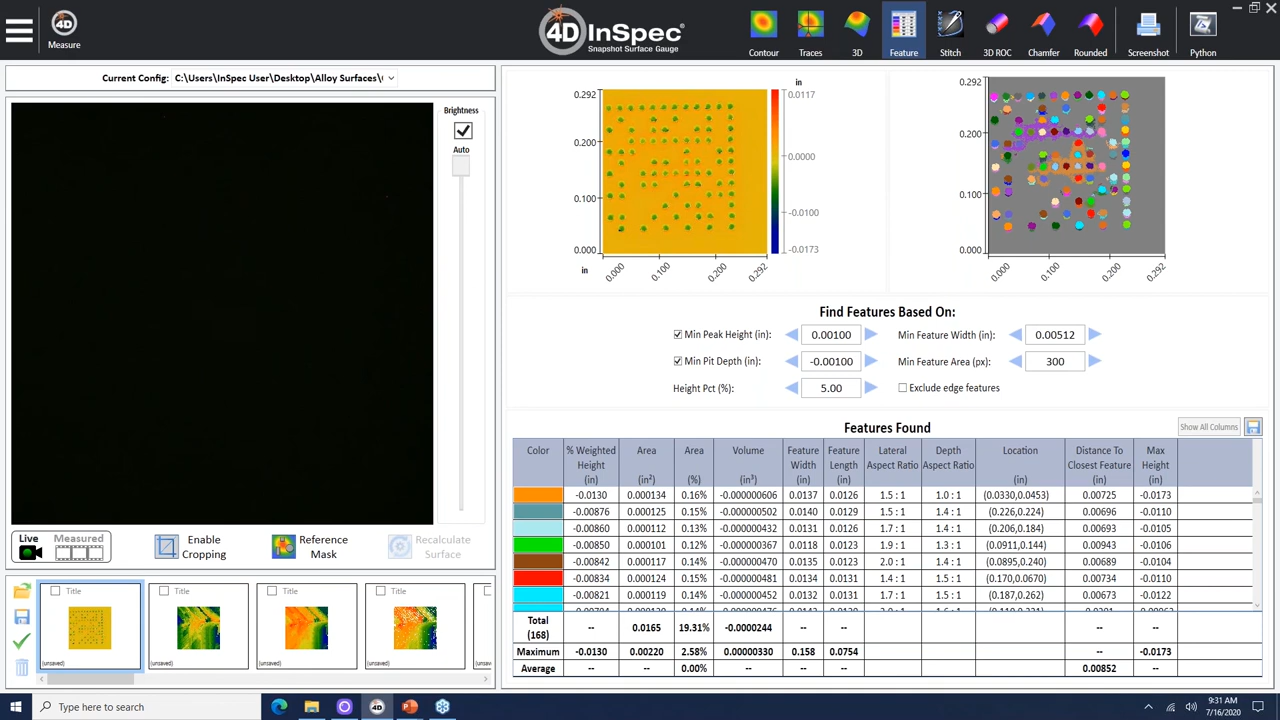 Measure
4D InSpec®
Snapshot Surface Gauge
Contour
Traces
3D
Feature
Stitch
3D ROC
Chamfer
Rounded
Screenshot
Python
Current Config: C:\Users\InSpec User\Desktop\Alloy Surfaces\
Brightness
Auto
Live
Measured
Enable Cropping
Reference Mask
Recalculate Surface
Title
(unsaved)
Title
(unsaved)
Title
(unsaved)
Title
(unsaved)
in
0.292
0.200
0.100
0.000
in
0.000
0.100
0.200
0.292
0.0117
0.0000
-0.0100
-0.0173
0.292
0.200
0.100
0.000
0.000
0.100
0.200
0.292
Find Features Based On:
Min Peak Height (in): 0.00100 Min Feature Width (in): 0.00512
Min Pit Depth (in): -0.00100 Min Feature Area (px): 300
Height Pct (%): 5.00 Exclude edge features
Features Found
Show All Columns
Color % Weighted Height (in) Area (in²) Area (%) Volume (in³) Feature Width (in) Feature Length (in) Lateral Aspect Ratio Depth Aspect Ratio Location (in) Distance To Closest Feature (in) Max Height (in)
-0.0130 0.000134 0.16% -0.000000606 0.0137 0.0126 1.5 : 1 1.0 : 1 (0.0330,0.0453) 0.00725 -0.0173
-0.00876 0.000125 0.15% -0.000000502 0.0140 0.0129 1.5 : 1 1.4 : 1 (0.226,0.224) 0.00696 -0.0110
-0.00860 0.000112 0.13% -0.000000432 0.0131 0.0126 1.7 : 1 1.4 : 1 (0.206,0.184) 0.00693 -0.0105
-0.00850 0.000101 0.12% -0.000000367 0.0118 0.0123 1.9 : 1 1.3 : 1 (0.0911,0.144) 0.00943 -0.0106
-0.00842 0.000117 0.14% -0.000000470 0.0135 0.0123 2.0 : 1 1.4 : 1 (0.0895,0.240) 0.00689 -0.0104
-0.00834 0.000124 0.15% -0.000000481 0.0134 0.0131 1.4 : 1 1.5 : 1 (0.170,0.0670) 0.00734 -0.0110
-0.00821 0.000119 0.14% -0.000000452 0.0132 0.0131 1.7 : 1 1.5 : 1 (0.187,0.262) 0.00673 -0.0122
Total (168) -- 0.0165 19.31% -0.0000244 -- -- -- --
Maximum -0.0130 0.00220 2.58% 0.00000330 0.158 0.0754 -- -0.0173
Average -- -- 0.00% -- -- -- 0.00852 --
Type here to search
9:31 AM
7/16/2020